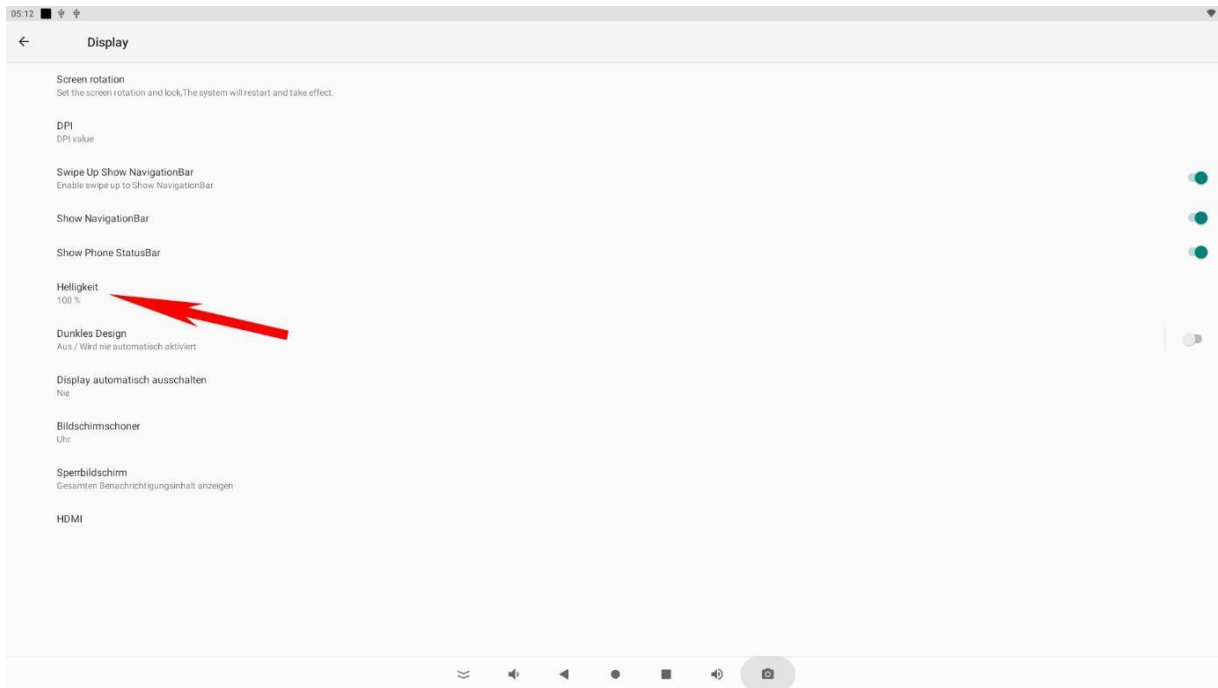 05:12
Display
Screen rotation
Set the screen rotation and lock,The system will restart and take effect.
DPI
DPI value
Swipe Up Show NavigationBar
Enable swipe up to Show NavigationBar
Show NavigationBar
Show Phone StatusBar
Helligkeit
100 %
Dunkles Design
Aus / Wird nie automatisch aktiviert
Display automatisch ausschalten
Nie
Bildschirmschoner
Uhr
Sperrbildschirm
Gesamten Benachrichtigungsinhalt anzeigen
HDMI